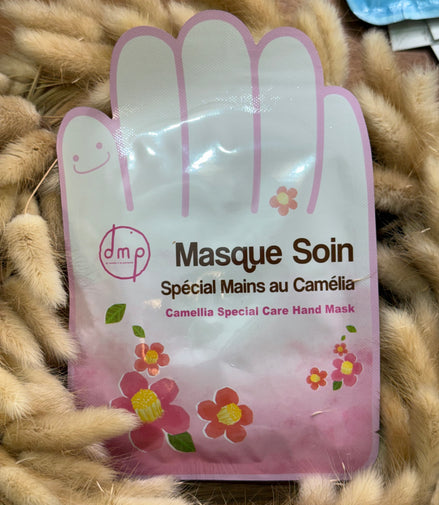 dmp
Masque Soin
Spécial Mains au Camélia
Camellia Special Care Hand Mask